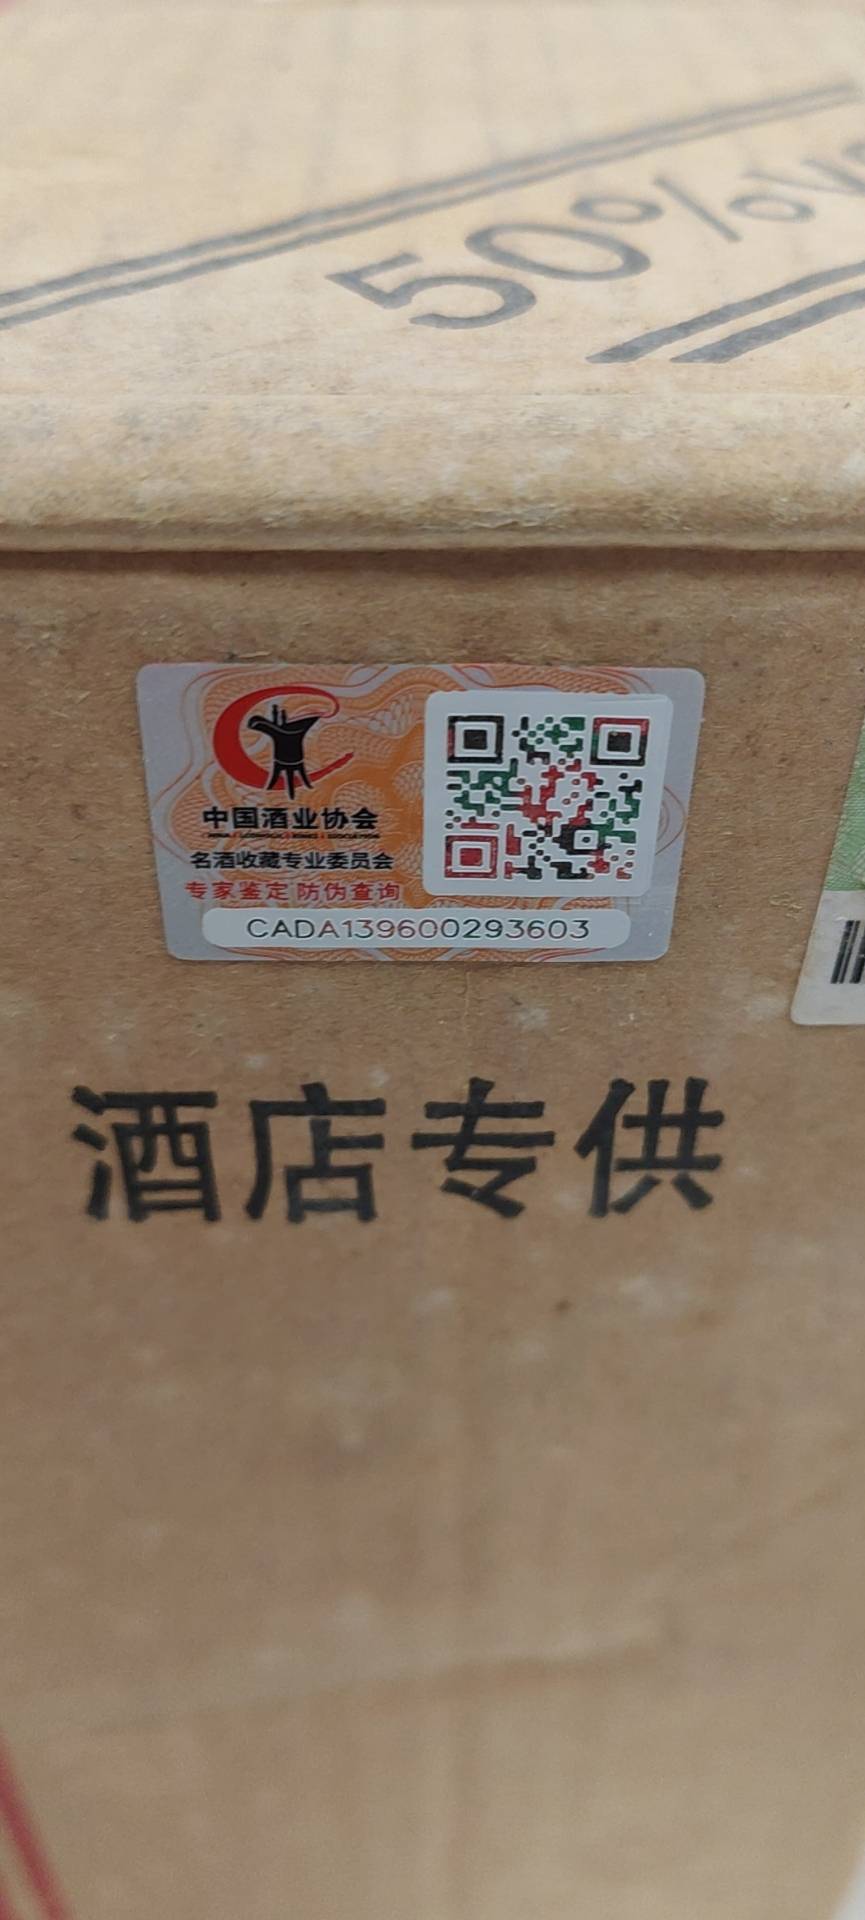 50%V
中国酒业协会
名酒收藏专业委员会
专家鉴定 防伪查询
CADA139600293603
酒店专供